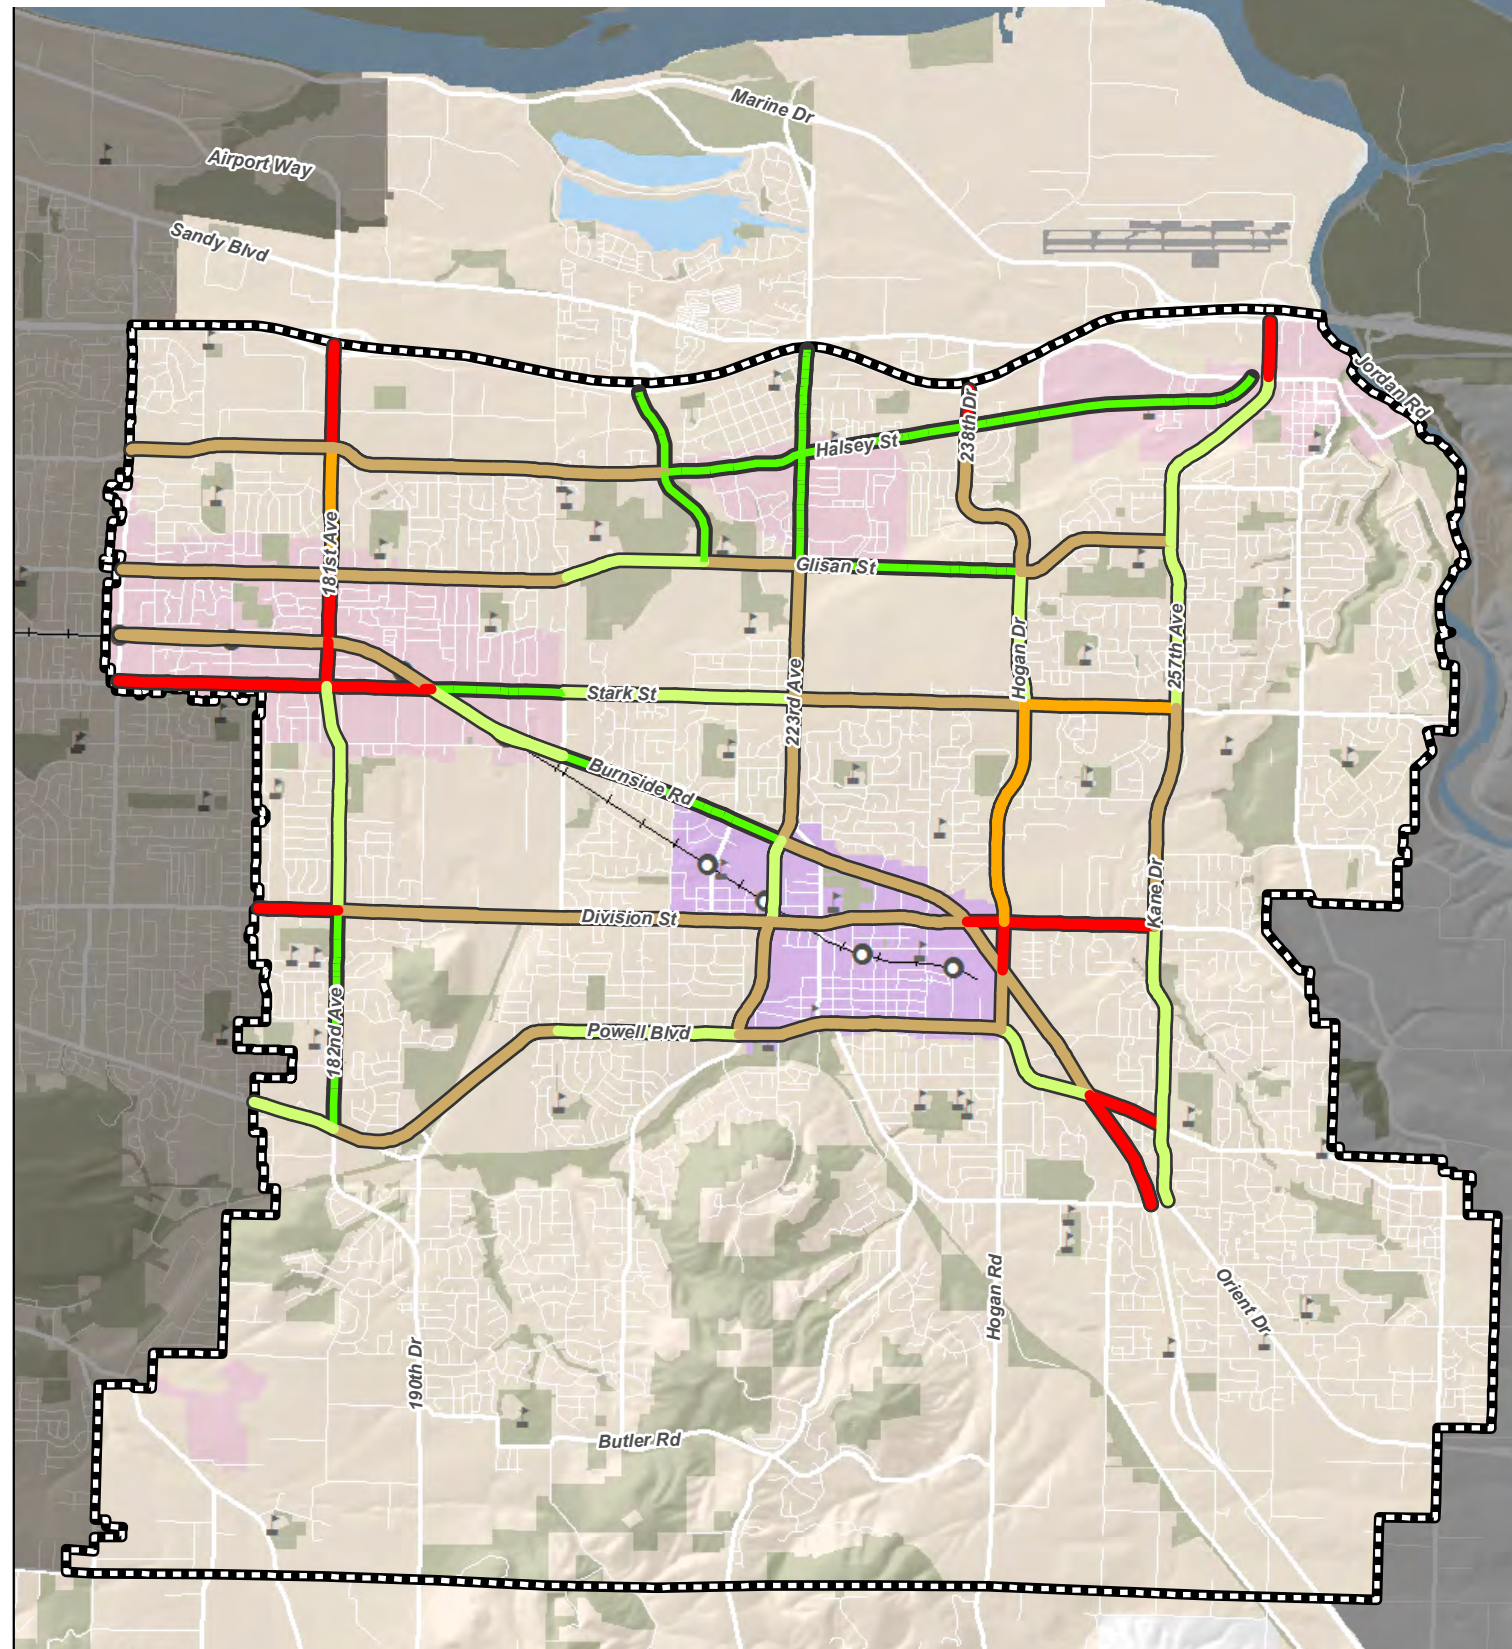 Marine Dr
Airport Way
Sandy Blvd
Jordan Rd
238th Dr
Halsey St
181st Ave
Glisan St
Hogan Dr
257th Ave
223rd Ave
Stark St
Burnside Rd
Kane Dr
Division St
182nd Ave
Powell Blvd
Hogan Rd
Orient Dr
190th Dr
Butler Rd